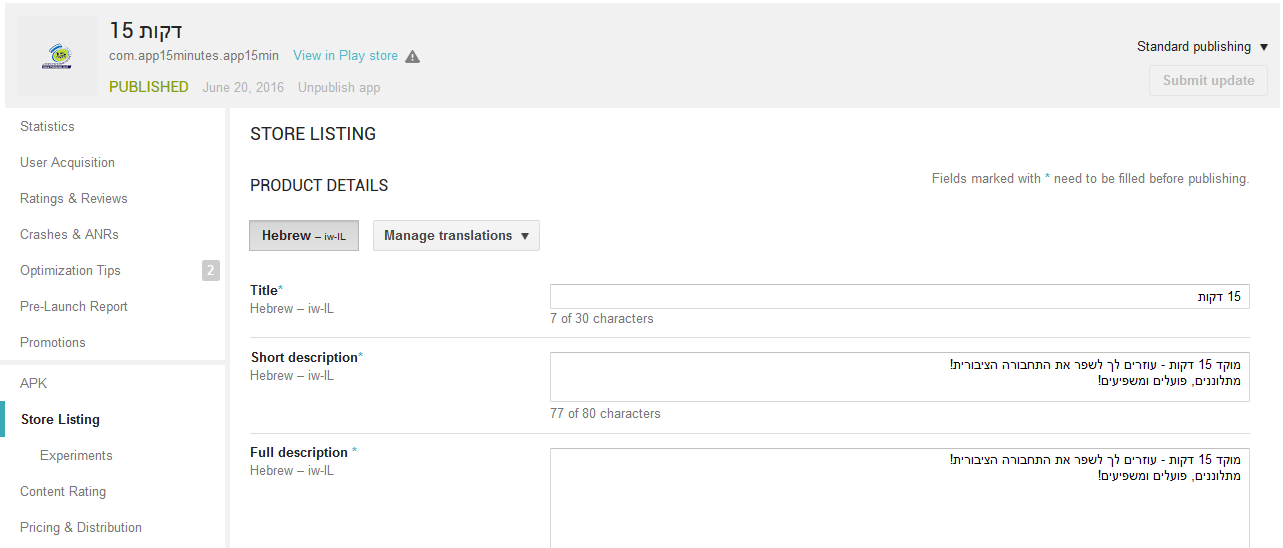 15 דקות
com.app15minutes.app15min View in Play store
PUBLISHED June 20, 2016 Unpublish app
Standard publishing ▼
Submit update
Statistics
User Acquisition
Ratings & Reviews
Crashes & ANRs
Optimization Tips 2
Pre-Launch Report
Promotions
APK
Store Listing
Experiments
Content Rating
Pricing & Distribution
STORE LISTING
PRODUCT DETAILS
Fields marked with * need to be filled before publishing.
Hebrew – iw-IL Manage translations ▼
Title*
Hebrew – iw-IL
15 דקות
7 of 30 characters
Short description*
Hebrew – iw-IL
מוקד 15 דקות - עוזרים לך לשפר את התחבורה הציבורית!
מתלוננים, פועלים ומשפיעים!
77 of 80 characters
Full description *
Hebrew – iw-IL
מוקד 15 דקות - עוזרים לך לשפר את התחבורה הציבורית!
מתלוננים, פועלים ומשפיעים!